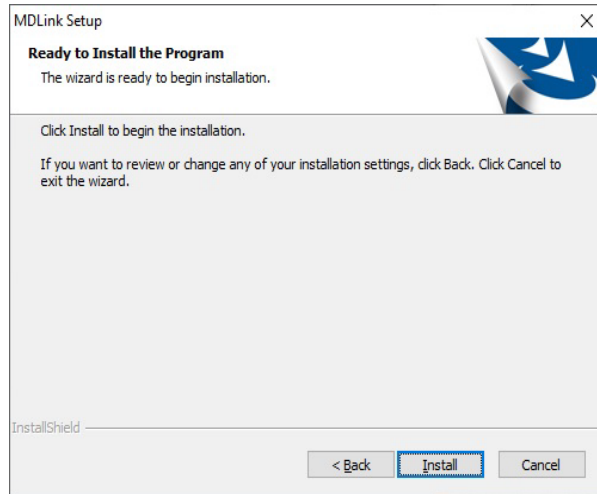 MDLink Setup
Ready to Install the Program
The wizard is ready to begin installation.
Click Install to begin the installation.
If you want to review or change any of your installation settings, click Back. Click Cancel to
exit the wizard.
InstallShield
< Back Install Cancel